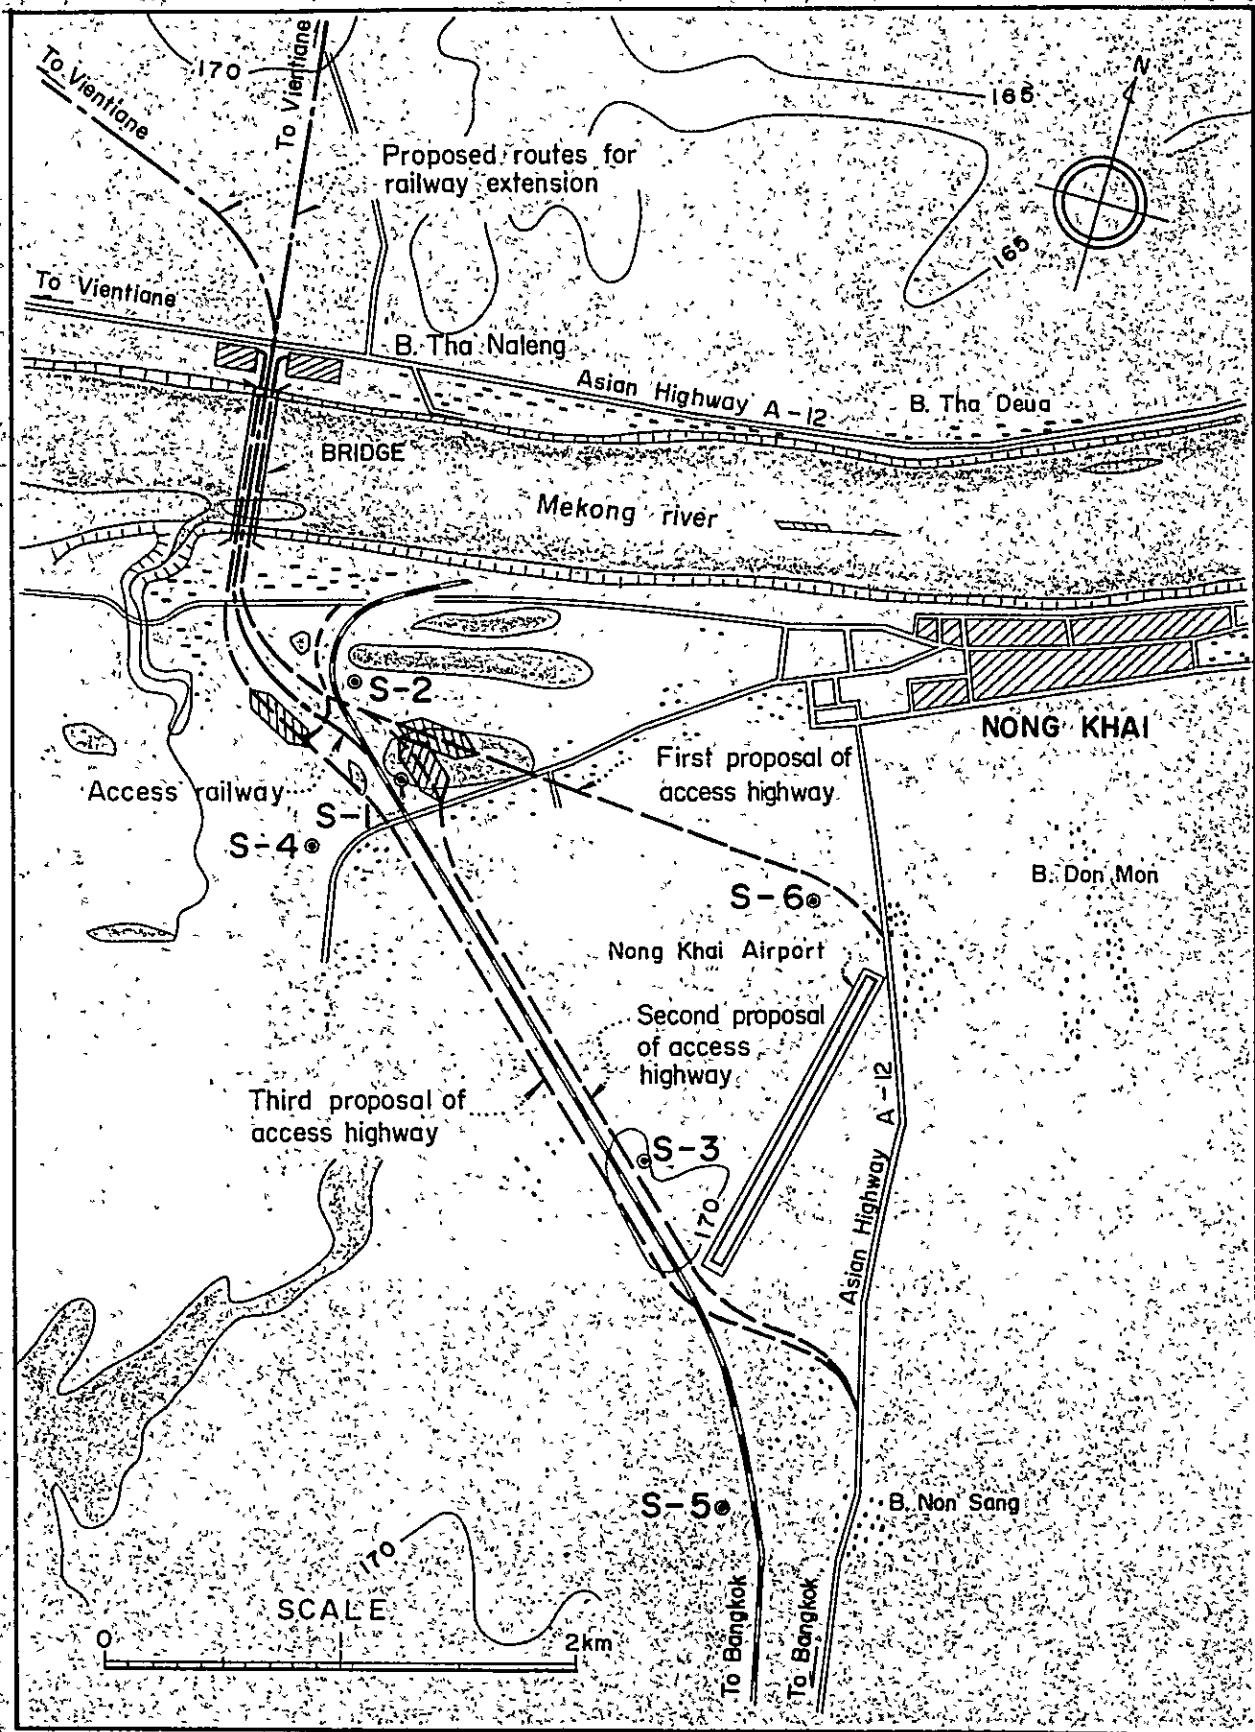 To Vientiane
170
To Vientiane
165
N
Proposed routes for
railway extension
165
To Vientiane
B. Tha Naleng
Asian Highway A-12
B. Tha Deua
BRIDGE
Mekong river
S-2
NONG KHAI
First proposal of
access highway
Access railway
S-1
S-4
B. Don Mon
S-6
Nong Khai Airport
Second proposal
of access
highway
Third proposal of
access highway
Asian Highway A-12
S-3
170
S-5
B. Non Sang
170
SCALE
0
2km
To Bangkok
To Bangkok